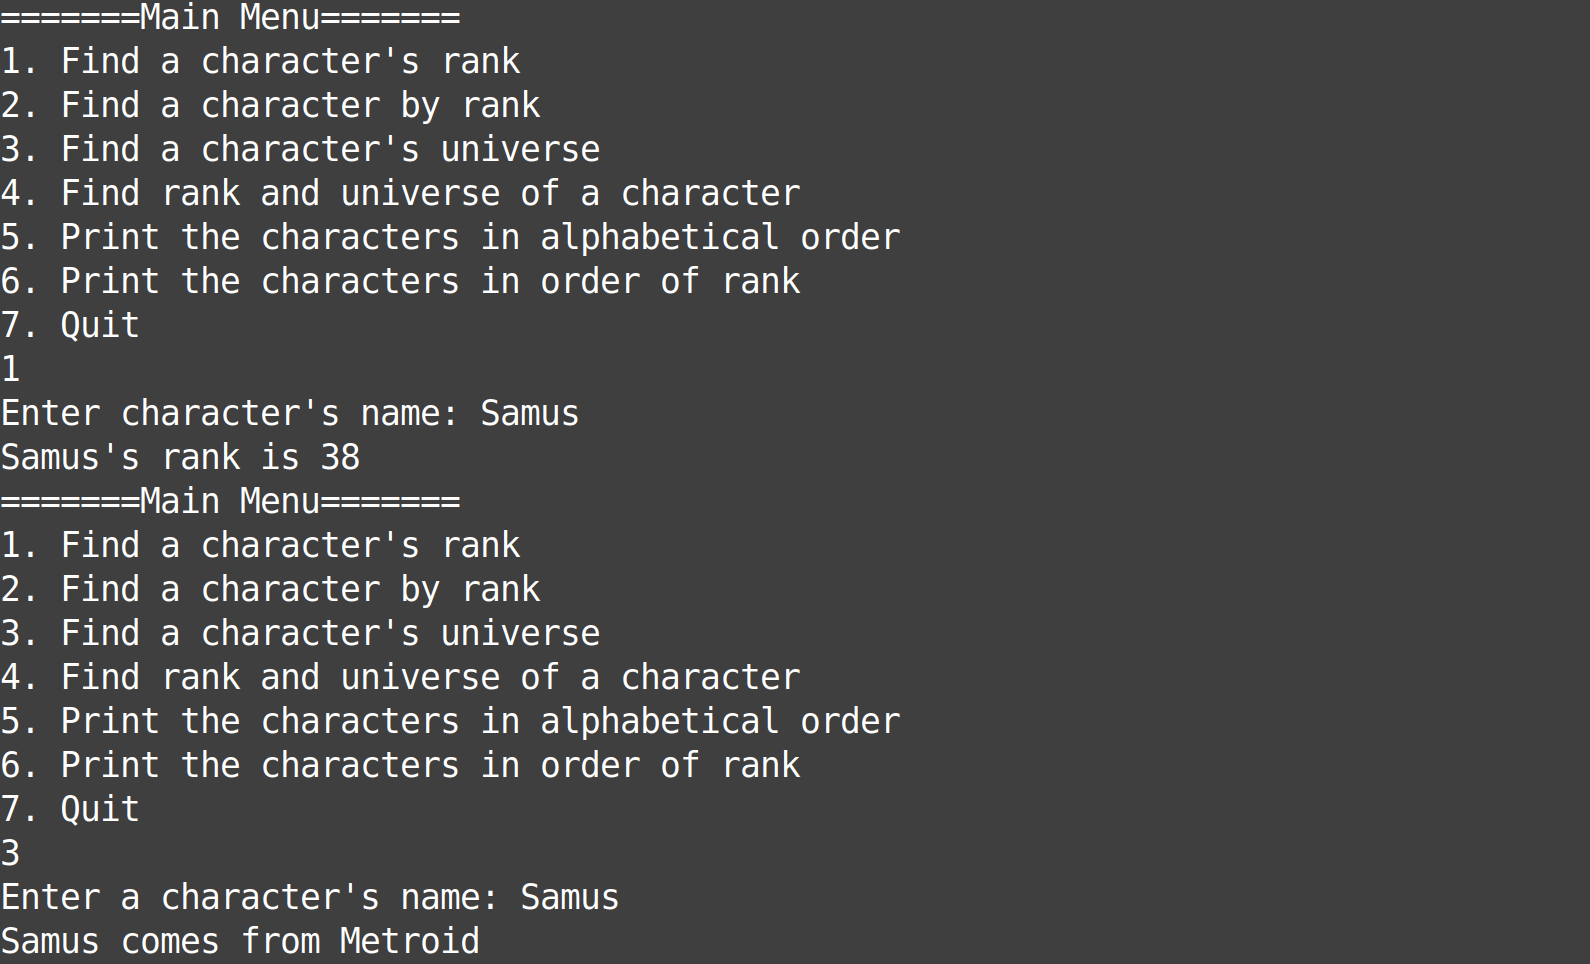 =======Main Menu=======
1. Find a character's rank
2. Find a character by rank
3. Find a character's universe
4. Find rank and universe of a character
5. Print the characters in alphabetical order
6. Print the characters in order of rank
7. Quit
1
Enter character's name: Samus
Samus's rank is 38
=======Main Menu=======
1. Find a character's rank
2. Find a character by rank
3. Find a character's universe
4. Find rank and universe of a character
5. Print the characters in alphabetical order
6. Print the characters in order of rank
7. Quit
3
Enter a character's name: Samus
Samus comes from Metroid